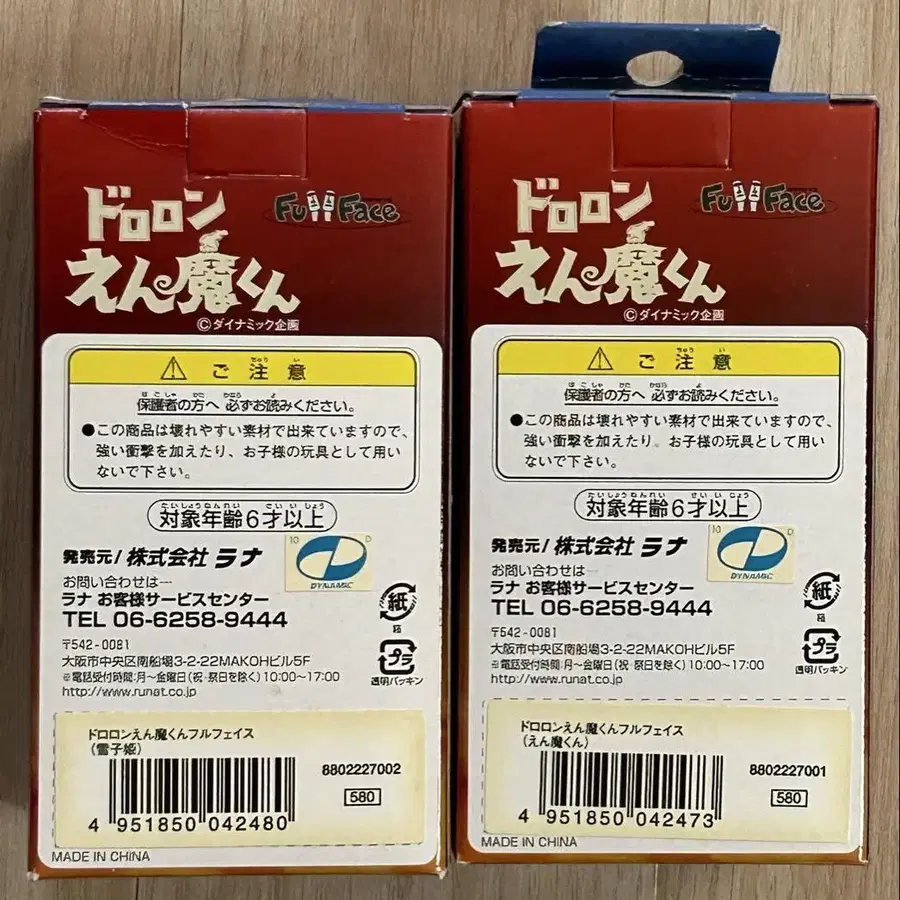 ドロロン
えん魔くん
Full Face
©ダイナミック企画
⚠ ご注意
保護者の方へ 必ずお読みください。
●この商品は壊れやすい素材で出来ていますので、
強い衝撃を加えたり、お子様の玩具として用い
ないで下さい。
対象年齢6才以上
発売元/株式会社 ラナ
10
D
DYNAMIC
お問い合わせは…
ラナ お客様サービスセンター
TEL 06-6258-9444
〒542-0081
大阪市中央区南船場3-2-22MAKOHビル5F
※電話受付時間:月〜金曜日(祝・祭日を除く)10:00〜17:00
http://www.runat.co.jp
紙
箱
プラ
透明パッキン
ドロロンえん魔くんフルフェイス
(雪子姫)
8802227002
580
4 951850 042480
MADE IN CHINA
ドロロン
えん魔くん
Full Face
©ダイナミック企画
⚠ ご注意
保護者の方へ 必ずお読みください。
●この商品は壊れやすい素材で出来ていますので、
強い衝撃を加えたり、お子様の玩具として用い
ないで下さい。
対象年齢6才以上
発売元/株式会社 ラナ
10
D
DYNAMIC
お問い合わせは…
ラナ お客様サービスセンター
TEL 06-6258-9444
〒542-0081
大阪市中央区南船場3-2-22MAKOHビル5F
※電話受付時間:月〜金曜日(祝・祭日を除く)10:00〜17:00
http://www.runat.co.jp
紙
箱
プラ
透明パッキン
ドロロンえん魔くんフルフェイス
(えん魔くん)
8802227001
580
4 951850 042473
MADE IN CHINA